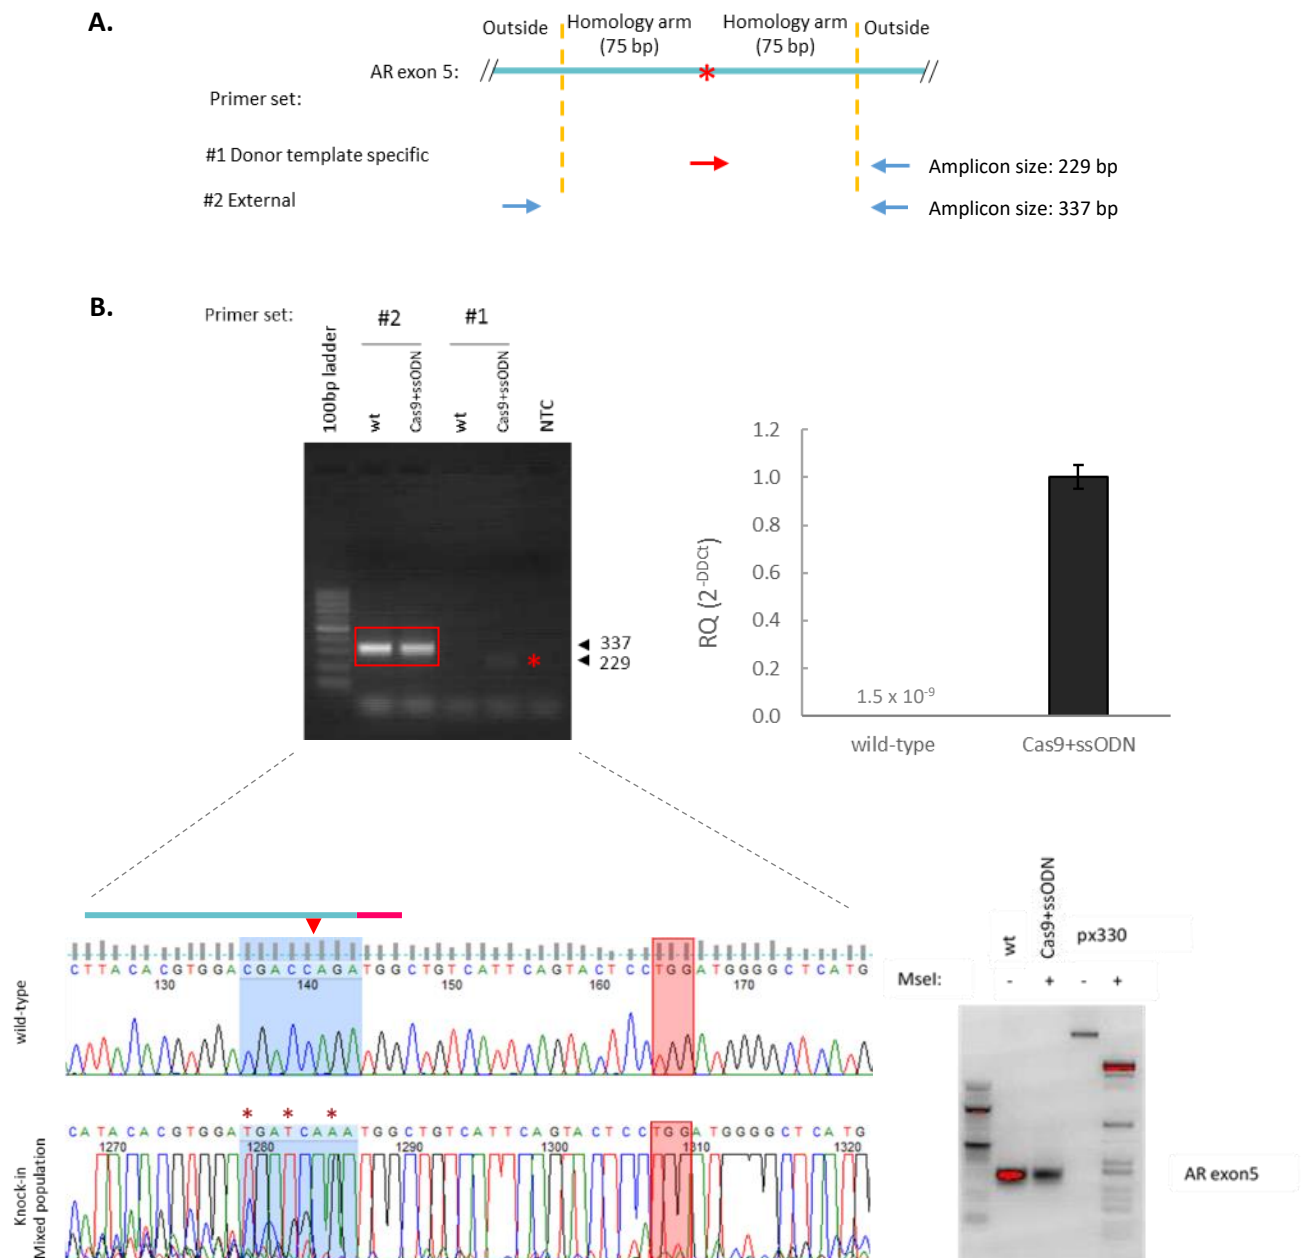 A.
Outside
Homology arm
(75 bp)
Homology arm
(75 bp)
Outside
AR exon 5:
*
Primer set:
#1 Donor template specific
Amplicon size: 229 bp
#2 External
Amplicon size: 337 bp
B.
Primer set:
#2
#1
100bp ladder
wt
Cas9+ssODN
wt
Cas9+ssODN
NTC
337
229
*
RQ (2^-DDCt)
1.2
1.0
0.8
0.6
0.4
0.2
0.0
1.5 x 10^-9
wild-type
Cas9+ssODN
wild-type
CTTACACGTGGACGACCAGATGGCTGTCATTCAGTACTCCTGGATGGGGCTCATG
130 140 150 160 170
* * *
Knock-in
Mixed population
CATACACGTGGATGATCAAATGGCTGTCATTCAGTACTCCTGGATGGGGCTCATG
1270 1280 1290 1300 1310 1320
wt
Cas9+ssODN
px330
MseI:
- + - +
AR exon5